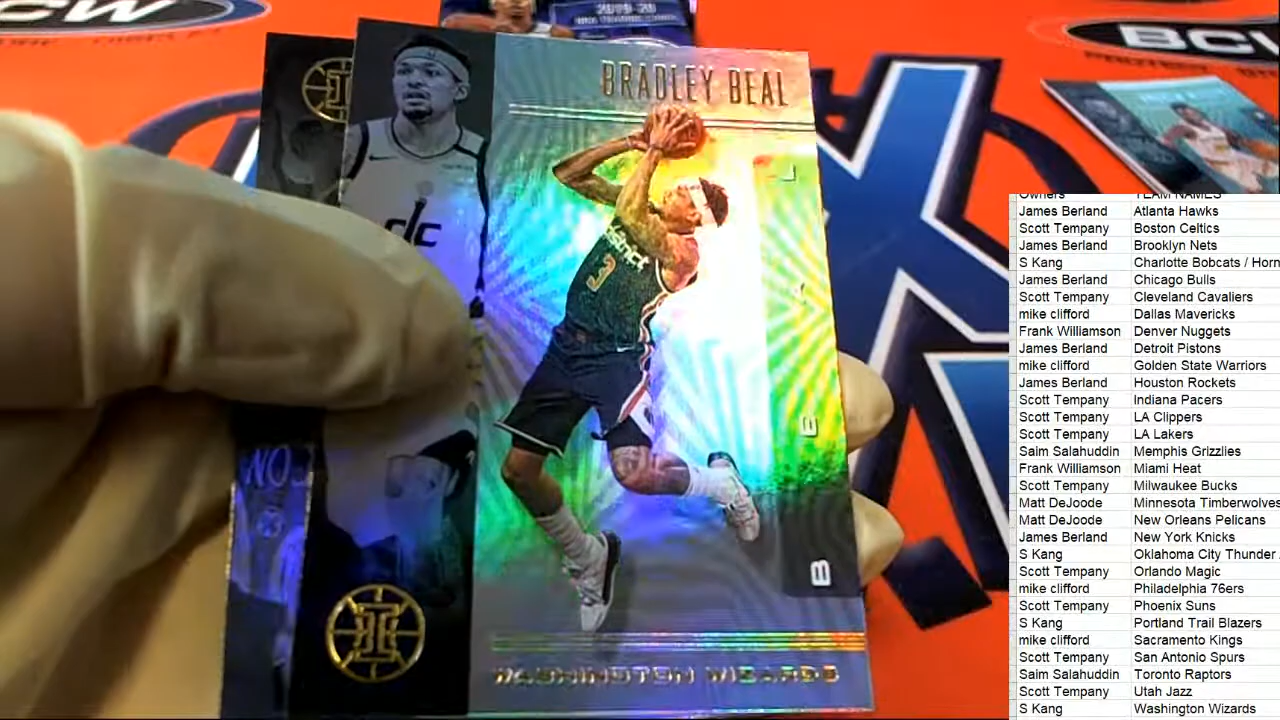 BCW
2019-20
BCW
BRADLEY BEAL
dc
district
3
B E A L
WASHINGTON WIZARDS
Owners TEAM NAMES
James Berland Atlanta Hawks
Scott Tempany Boston Celtics
James Berland Brooklyn Nets
S Kang Charlotte Bobcats / Horn
James Berland Chicago Bulls
Scott Tempany Cleveland Cavaliers
mike clifford Dallas Mavericks
Frank Williamson Denver Nuggets
James Berland Detroit Pistons
mike clifford Golden State Warriors
James Berland Houston Rockets
Scott Tempany Indiana Pacers
Scott Tempany LA Clippers
Scott Tempany LA Lakers
Saim Salahuddin Memphis Grizzlies
Frank Williamson Miami Heat
Scott Tempany Milwaukee Bucks
Matt DeJoode Minnesota Timberwolves
Matt DeJoode New Orleans Pelicans
James Berland New York Knicks
S Kang Oklahoma City Thunder
Scott Tempany Orlando Magic
mike clifford Philadelphia 76ers
Scott Tempany Phoenix Suns
S Kang Portland Trail Blazers
mike clifford Sacramento Kings
Scott Tempany San Antonio Spurs
Saim Salahuddin Toronto Raptors
Scott Tempany Utah Jazz
S Kang Washington Wizards